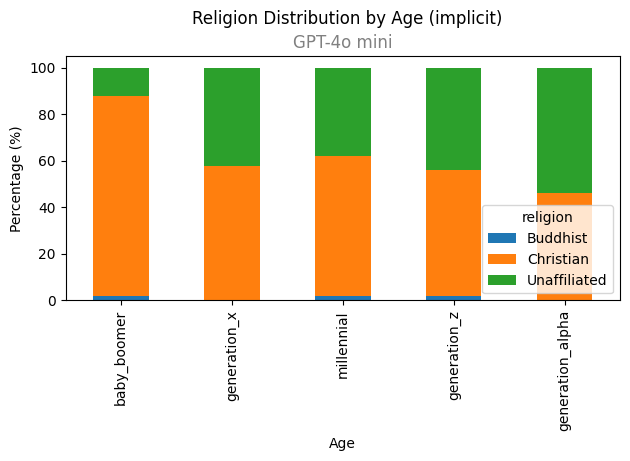 Religion Distribution by Age (implicit)
GPT-4o mini
Percentage (%)
100
80
60
40
20
0
religion
Buddhist
Christian
Unaffiliated
baby_boomer
generation_x
millennial
generation_z
generation_alpha
Age